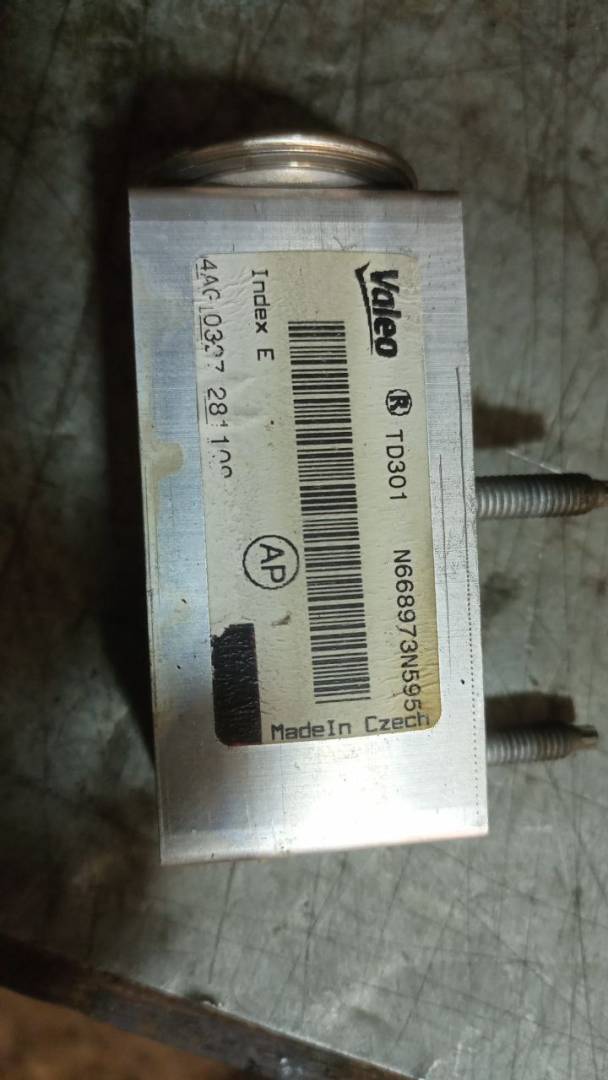 Valeo ® TD301 N668973N595
Index E
AP
MadeIn Czech